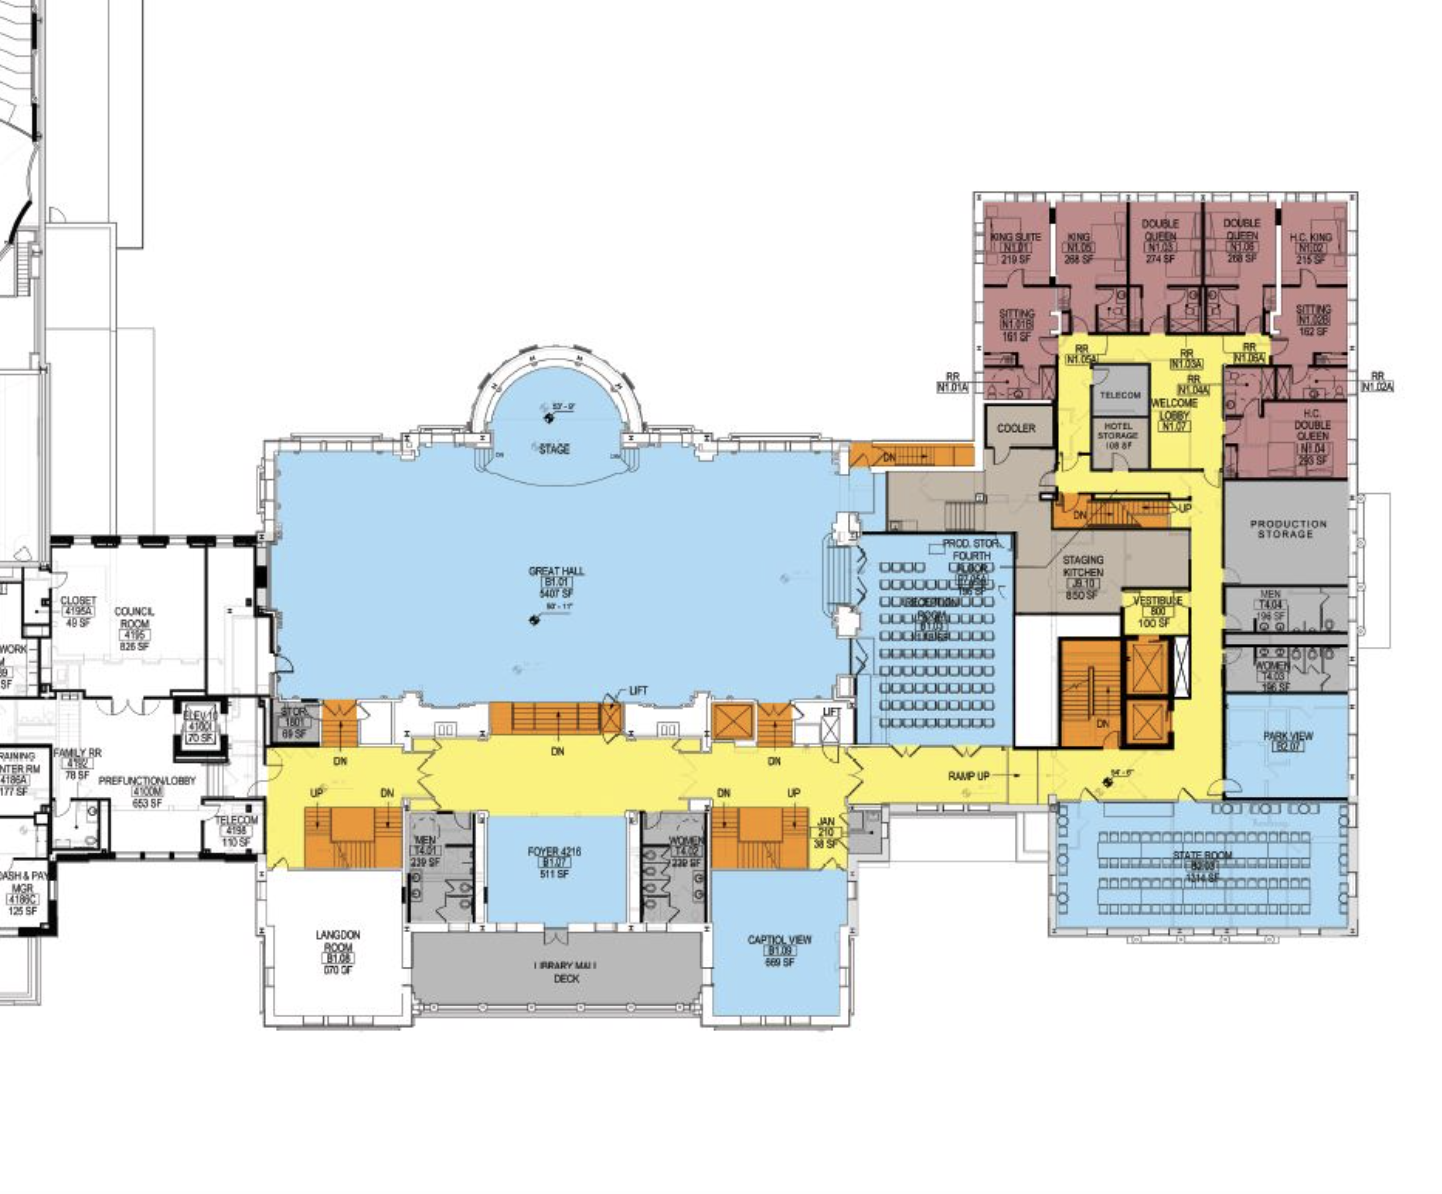 KING SUITE
N1.01
219 SF
KING
N1.05
268 SF
DOUBLE
QUEEN
N1.03
274 SF
DOUBLE
QUEEN
N1.06
268 SF
H.C. KING
N1.02
215 SF
SITTING
N1.01B
161 SF
SITTING
N1.02B
162 SF
RR
N1.05A
RR
N1.03A
RR
N1.06A
RR
N1.01A
RR
N1.04A
RR
N1.02A
TELECOM
WELCOME
LOBBY
N1.07
HOTEL
STORAGE
108 SF
COOLER
H.C.
DOUBLE
QUEEN
N1.04
293 SF
53' - 9"
STAGE
DN
DN
DN
DN
UP
PRODUCTION
STORAGE
GREAT HALL
B1.01
5407 SF
50' - 11"
PROD. STOR.
FOURTH
196 SF
ROOM
STAGING
KITCHEN
J9.10
850 SF
VESTIBULE
800
100 SF
MEN
T4.04
196 SF
WOMEN
T4.03
196 SF
CLOSET
4195A
49 SF
COUNCIL
ROOM
4195
826 SF
WORK
SF
LIFT
LIFT
STOR
1801
69 SF
ELEV 10
4100L
70 SF
DN
DN
DN
DN
PARK VIEW
B2.07
FAMILY RR
4192
78 SF
PREFUNCTION/LOBBY
4100M
653 SF
4186A
177 SF
TELECOM
4198
110 SF
UP
DN
DN
UP
RAMP UP
54' - 6"
MEN
T4.01
239 SF
FOYER 4216
B1.07
511 SF
WOMEN
T4.02
239 SF
JAN
210
38 SF
STATE ROOM
B2.03
1314 SF
DASH & PAY
MGR
4186C
125 SF
LANGDON
ROOM
B1.08
LIBRARY MALL
DECK
CAPTIOL VIEW
B1.09
669 SF